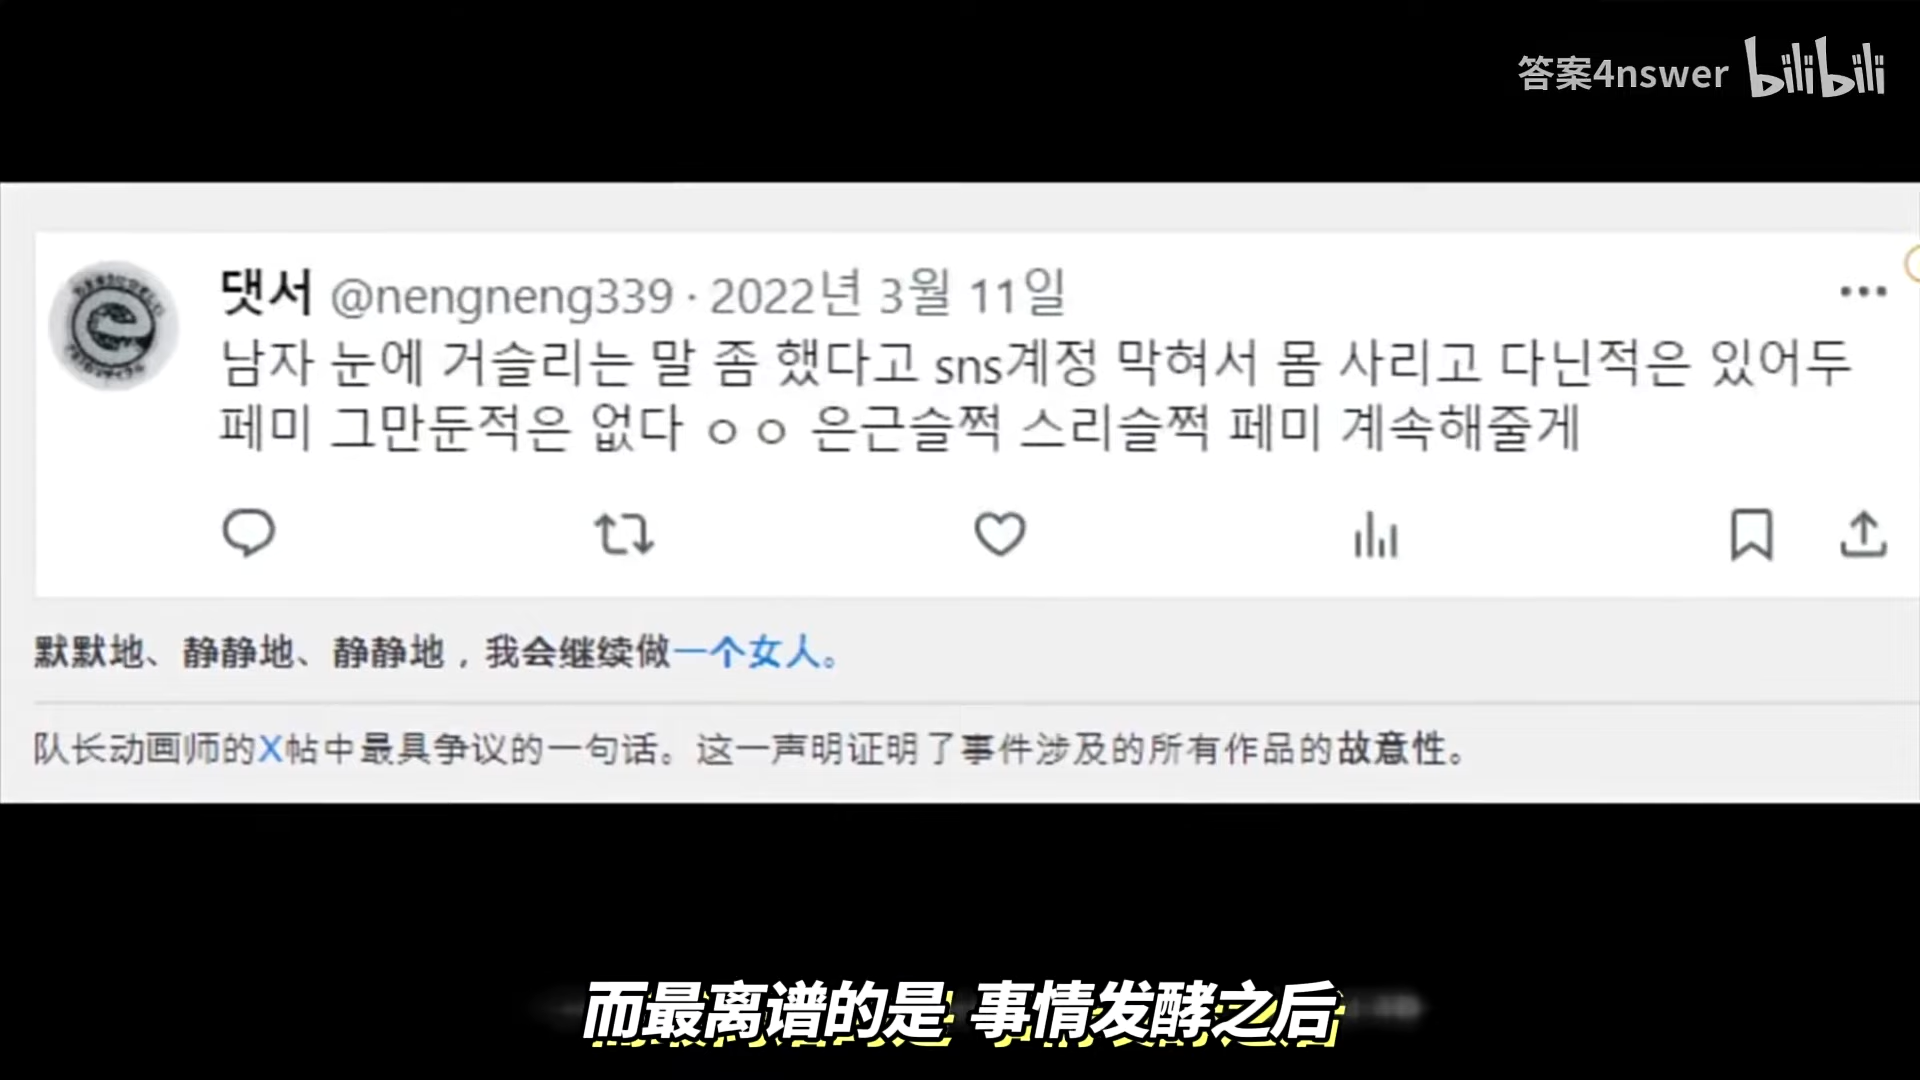 答案4nswer bilibili
댓서 @nengneng339 · 2022년 3월 11일
남자 눈에 거슬리는 말 좀 했다고 sns계정 막혀서 몸 사리고 다닌적은 있어두
페미 그만둔적은 없다 ㅇㅇ 은근슬쩍 스리슬쩍 페미 계속해줄게
默默地、静静地、静静地，我会继续做一个女人。
队长动画师的X帖中最具争议的一句话。这一声明证明了事件涉及的所有作品的故意性。
而最离谱的是 事情发酵之后